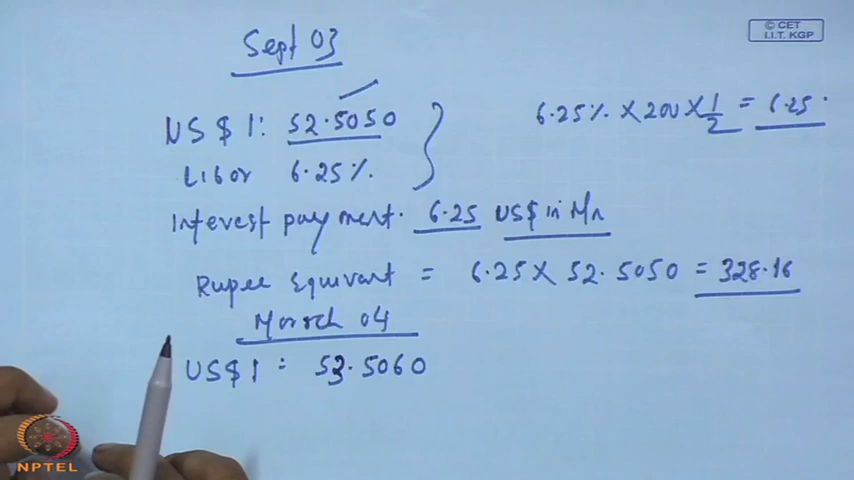 Sept 03
© CET
I.I.T. KGP
US $ 1: 52.5050
6.25% × 200 × 1/2 = 6.25
Libor 6.25%
Interest payment. 6.25 US$ in Mn
Rupee Equivant = 6.25 × 52.5050 = 328.16
Marsch 04
US$ 1 : 53.5060
NPTEL